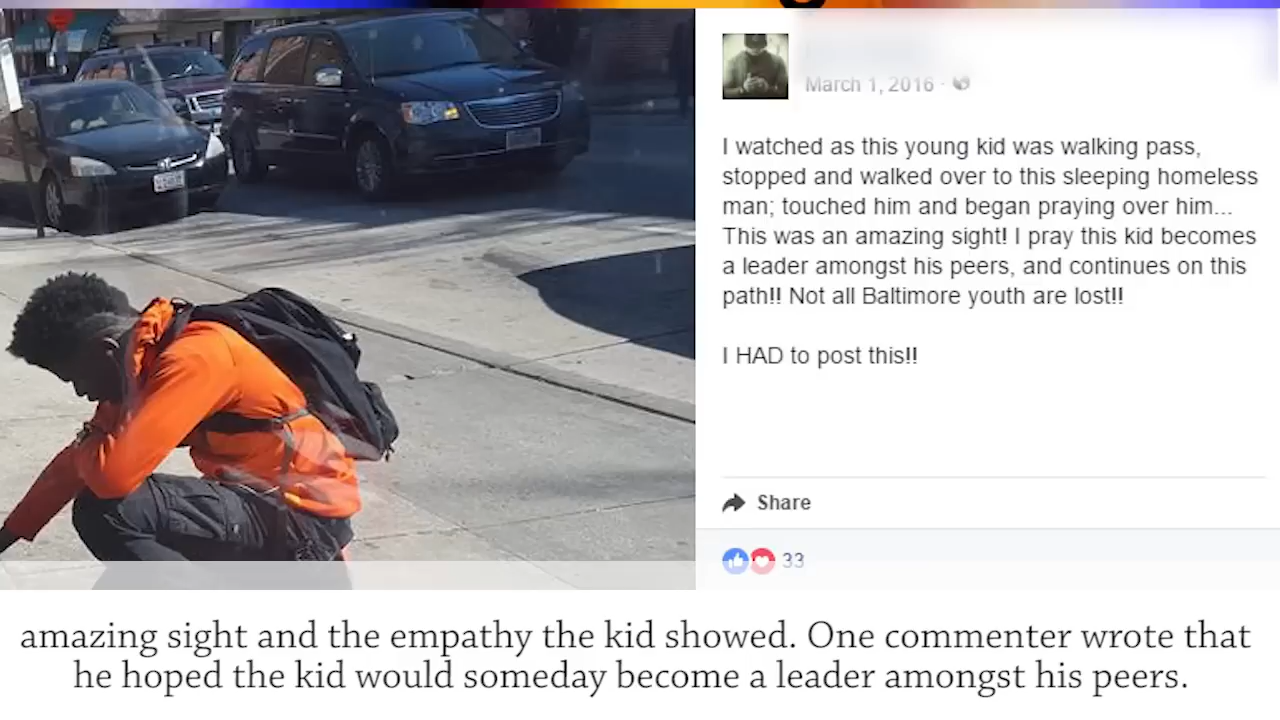 March 1, 2016
I watched as this young kid was walking pass,
stopped and walked over to this sleeping homeless
man; touched him and began praying over him...
This was an amazing sight! I pray this kid becomes
a leader amongst his peers, and continues on this
path!! Not all Baltimore youth are lost!!
I HAD to post this!!
Share
33
amazing sight and the empathy the kid showed. One commenter wrote that
he hoped the kid would someday become a leader amongst his peers.